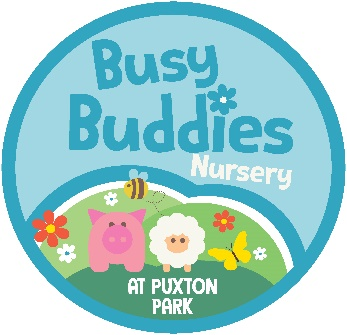 Busy
Buddies
Nursery
AT PUXTON
PARK